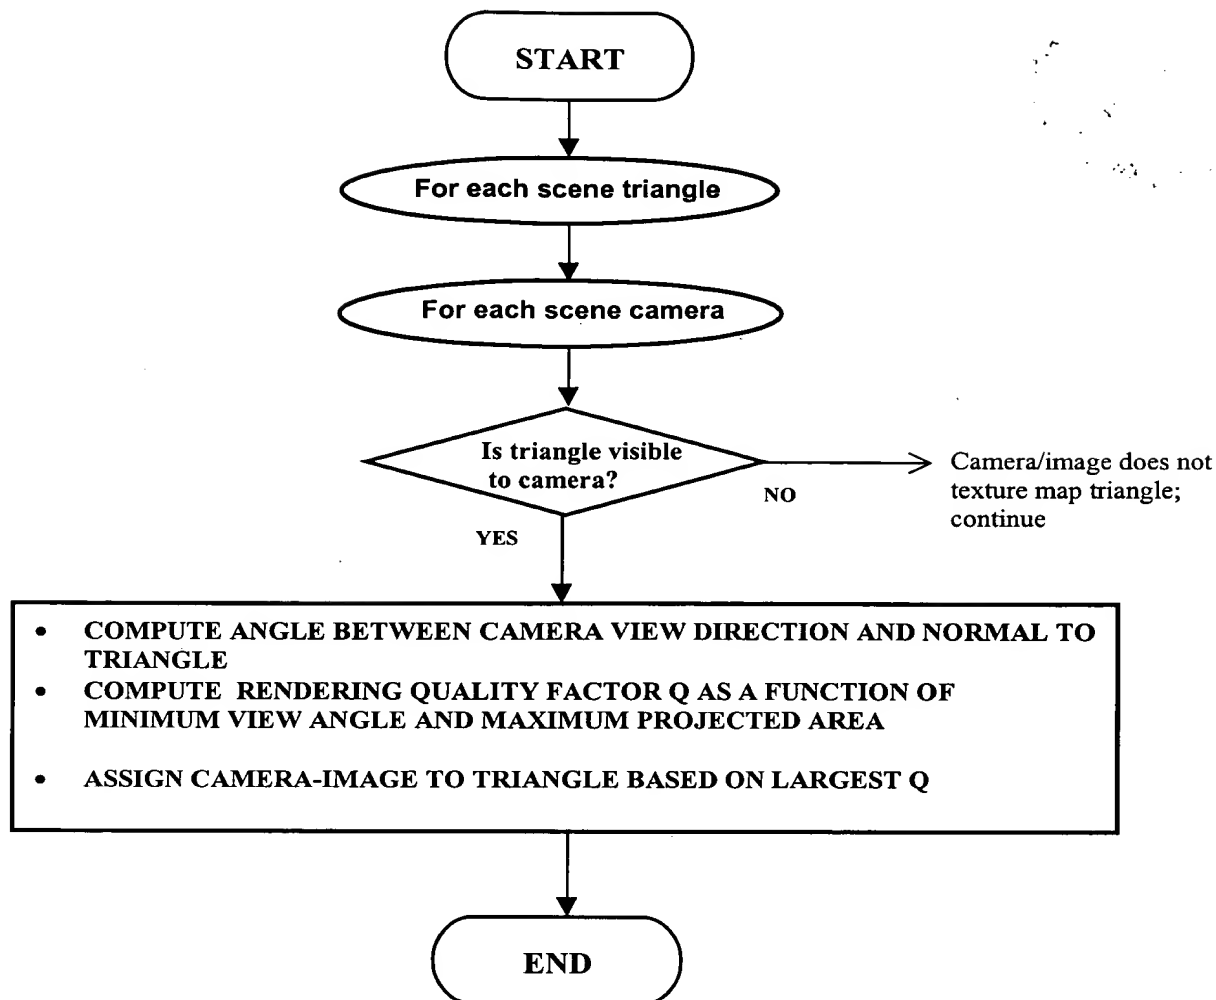 START
For each scene triangle
For each scene camera
Is triangle visible
to camera?
NO
Camera/image does not
texture map triangle;
continue
YES
• COMPUTE ANGLE BETWEEN CAMERA VIEW DIRECTION AND NORMAL TO
TRIANGLE
• COMPUTE RENDERING QUALITY FACTOR Q AS A FUNCTION OF
MINIMUM VIEW ANGLE AND MAXIMUM PROJECTED AREA
• ASSIGN CAMERA-IMAGE TO TRIANGLE BASED ON LARGEST Q
END